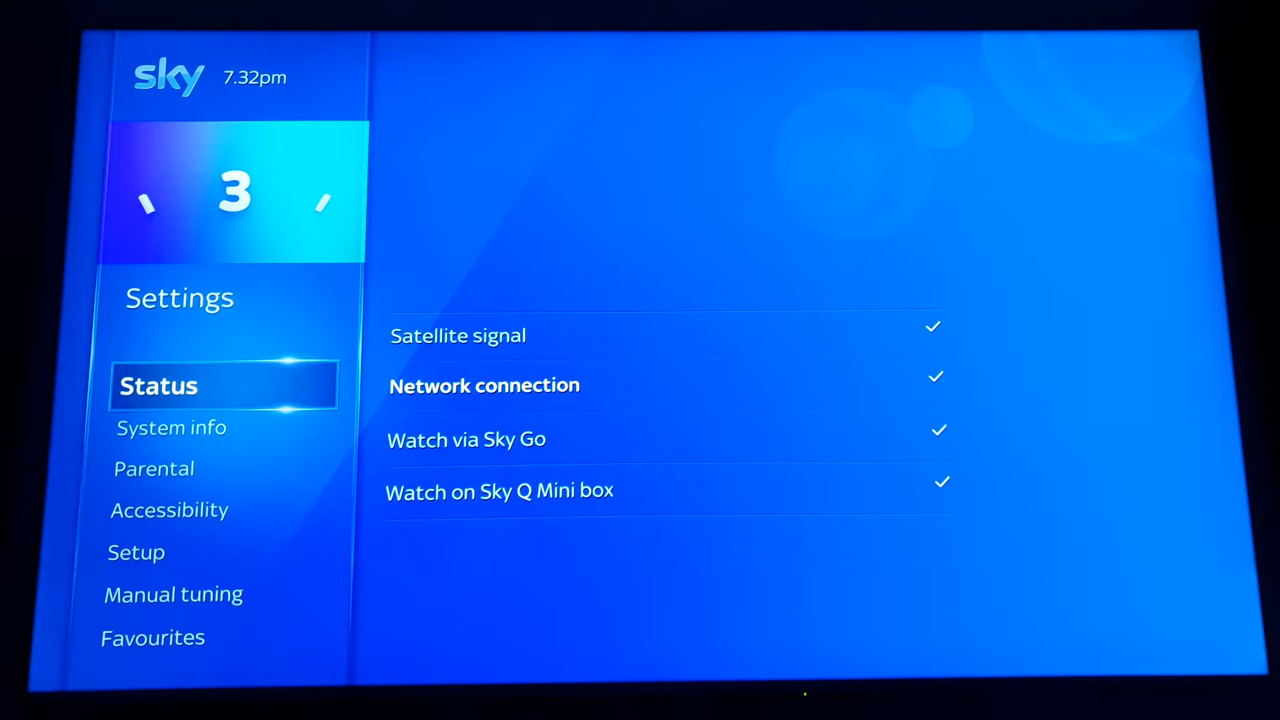 sky 7.32pm
3
Settings
Status
System info
Parental
Accessibility
Setup
Manual tuning
Favourites
Satellite signal
Network connection
Watch via Sky Go
Watch on Sky Q Mini box